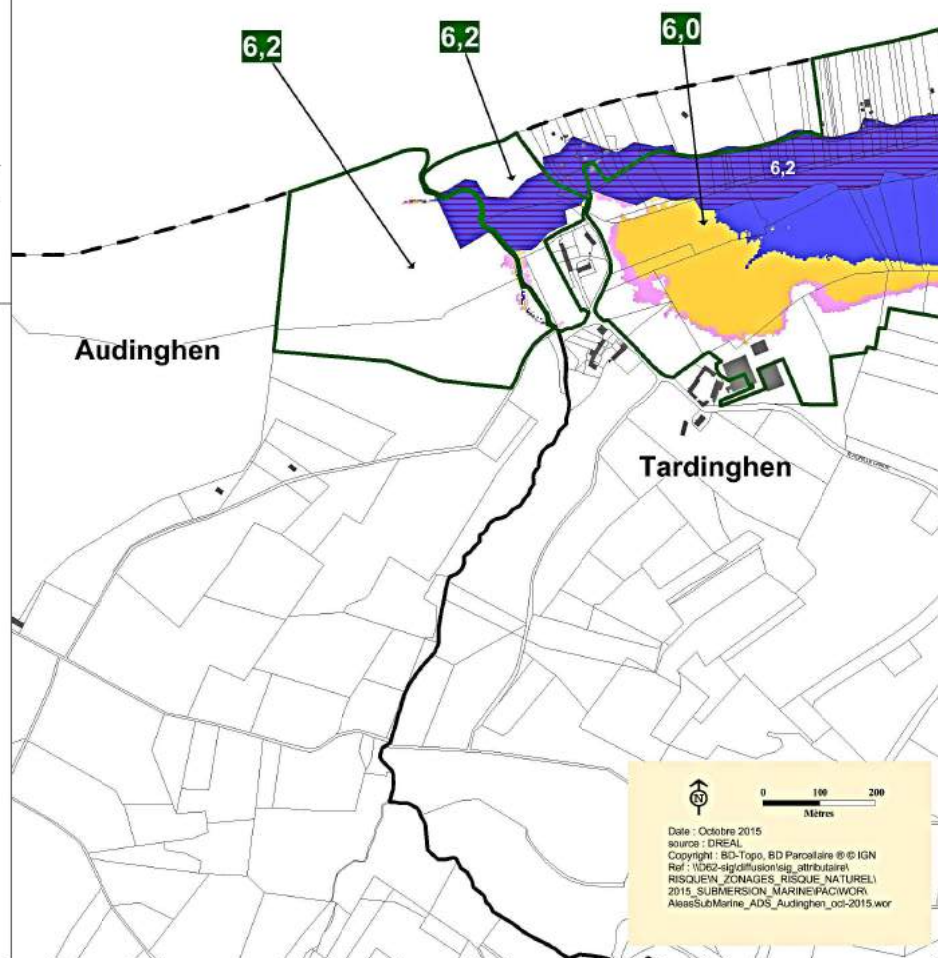 6,2
6,2
6,0
6,2
Audinghen
Tardinghen
N
0 100 200
Mètres
Date : Octobre 2015
source : DREAL
Copyright : BD-Topo, BD Parcellaire ® © IGN
Ref : \\D62-sig\diffusion\sig_attributaire\
RISQUE\N_ZONAGES_RISQUE_NATUREL\
2015_SUBMERSION_MARINE\PAC\WOR\
AleasSubMarine_ADS_Audinghen_oct-2015.wor